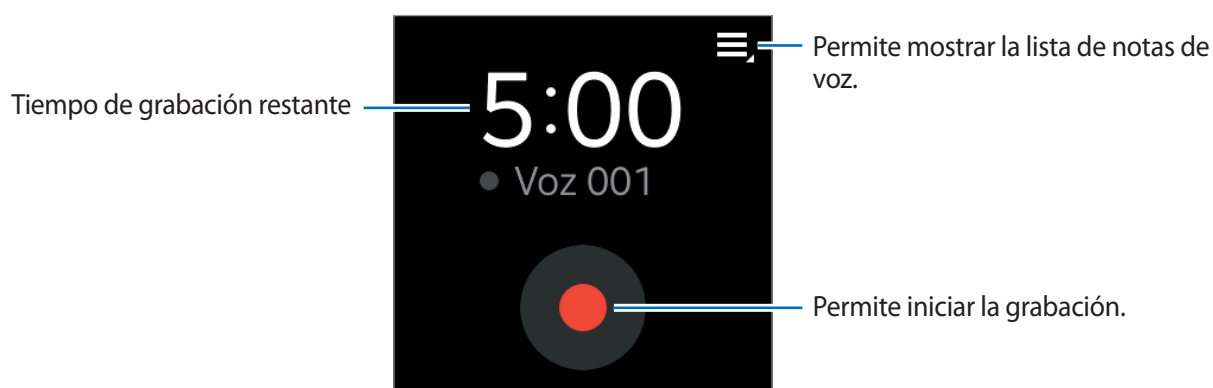 Permite mostrar la lista de notas de
voz.
Tiempo de grabación restante
5:00
Voz 001
Permite iniciar la grabación.